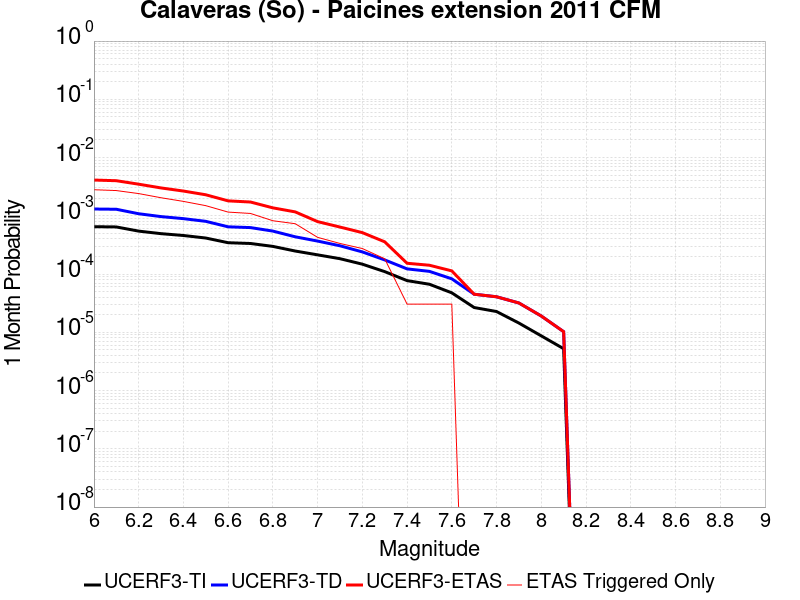 Calaveras (So) - Paicines extension 2011 CFM
1 Month Probability
10^0
10^-1
10^-2
10^-3
10^-4
10^-5
10^-6
10^-7
10^-8
6 6.2 6.4 6.6 6.8 7 7.2 7.4 7.6 7.8 8 8.2 8.4 8.6 8.8 9
Magnitude
UCERF3-TI UCERF3-TD UCERF3-ETAS ETAS Triggered Only